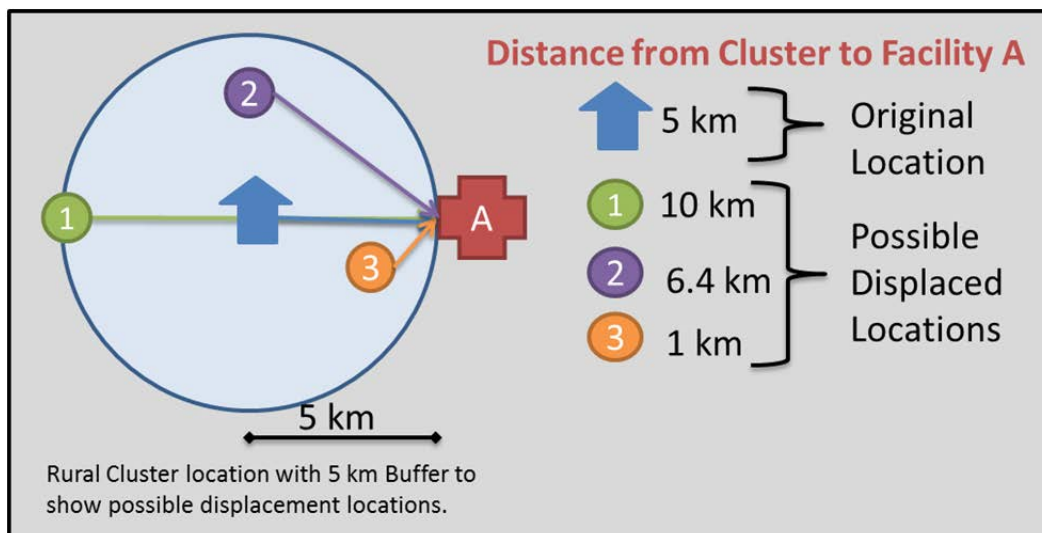 Distance from Cluster to Facility A
2
1
3
A
5 km
Rural Cluster location with 5 km Buffer to
show possible displacement locations.
5 km
Original
Location
1 10 km
2 6.4 km
3 1 km
Possible
Displaced
Locations